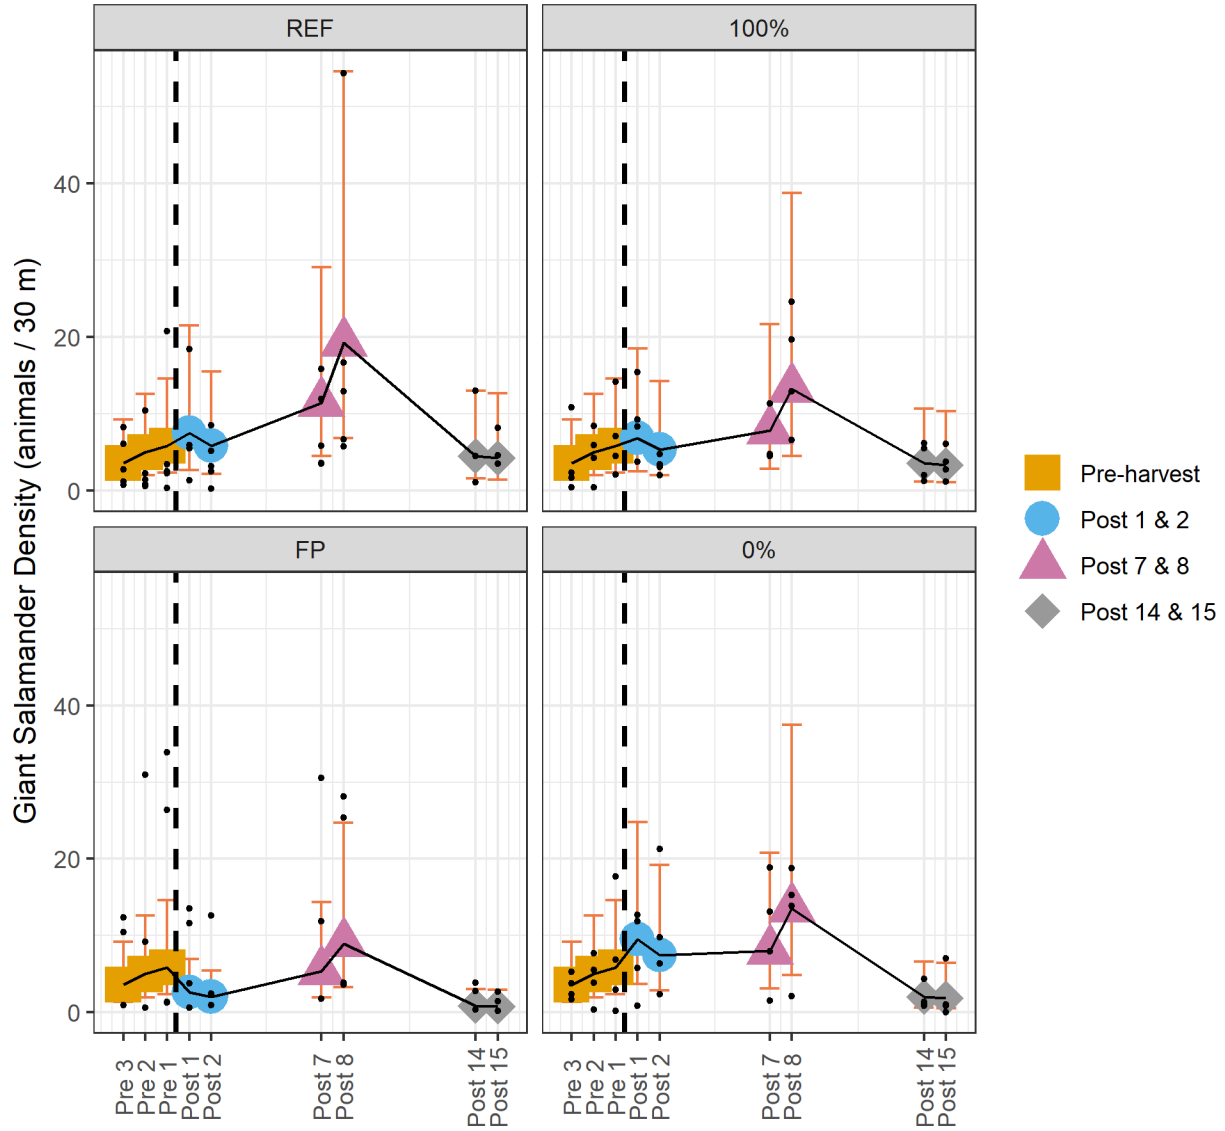 REF
100%
40
20
0
FP
0%
40
20
0
Giant Salamander Density (animals / 30 m)
Pre 3
Pre 2
Pre 1
Post 1
Post 2
Post 7
Post 8
Post 14
Post 15
Pre 3
Pre 2
Pre 1
Post 1
Post 2
Post 7
Post 8
Post 14
Post 15
Pre-harvest
Post 1 & 2
Post 7 & 8
Post 14 & 15